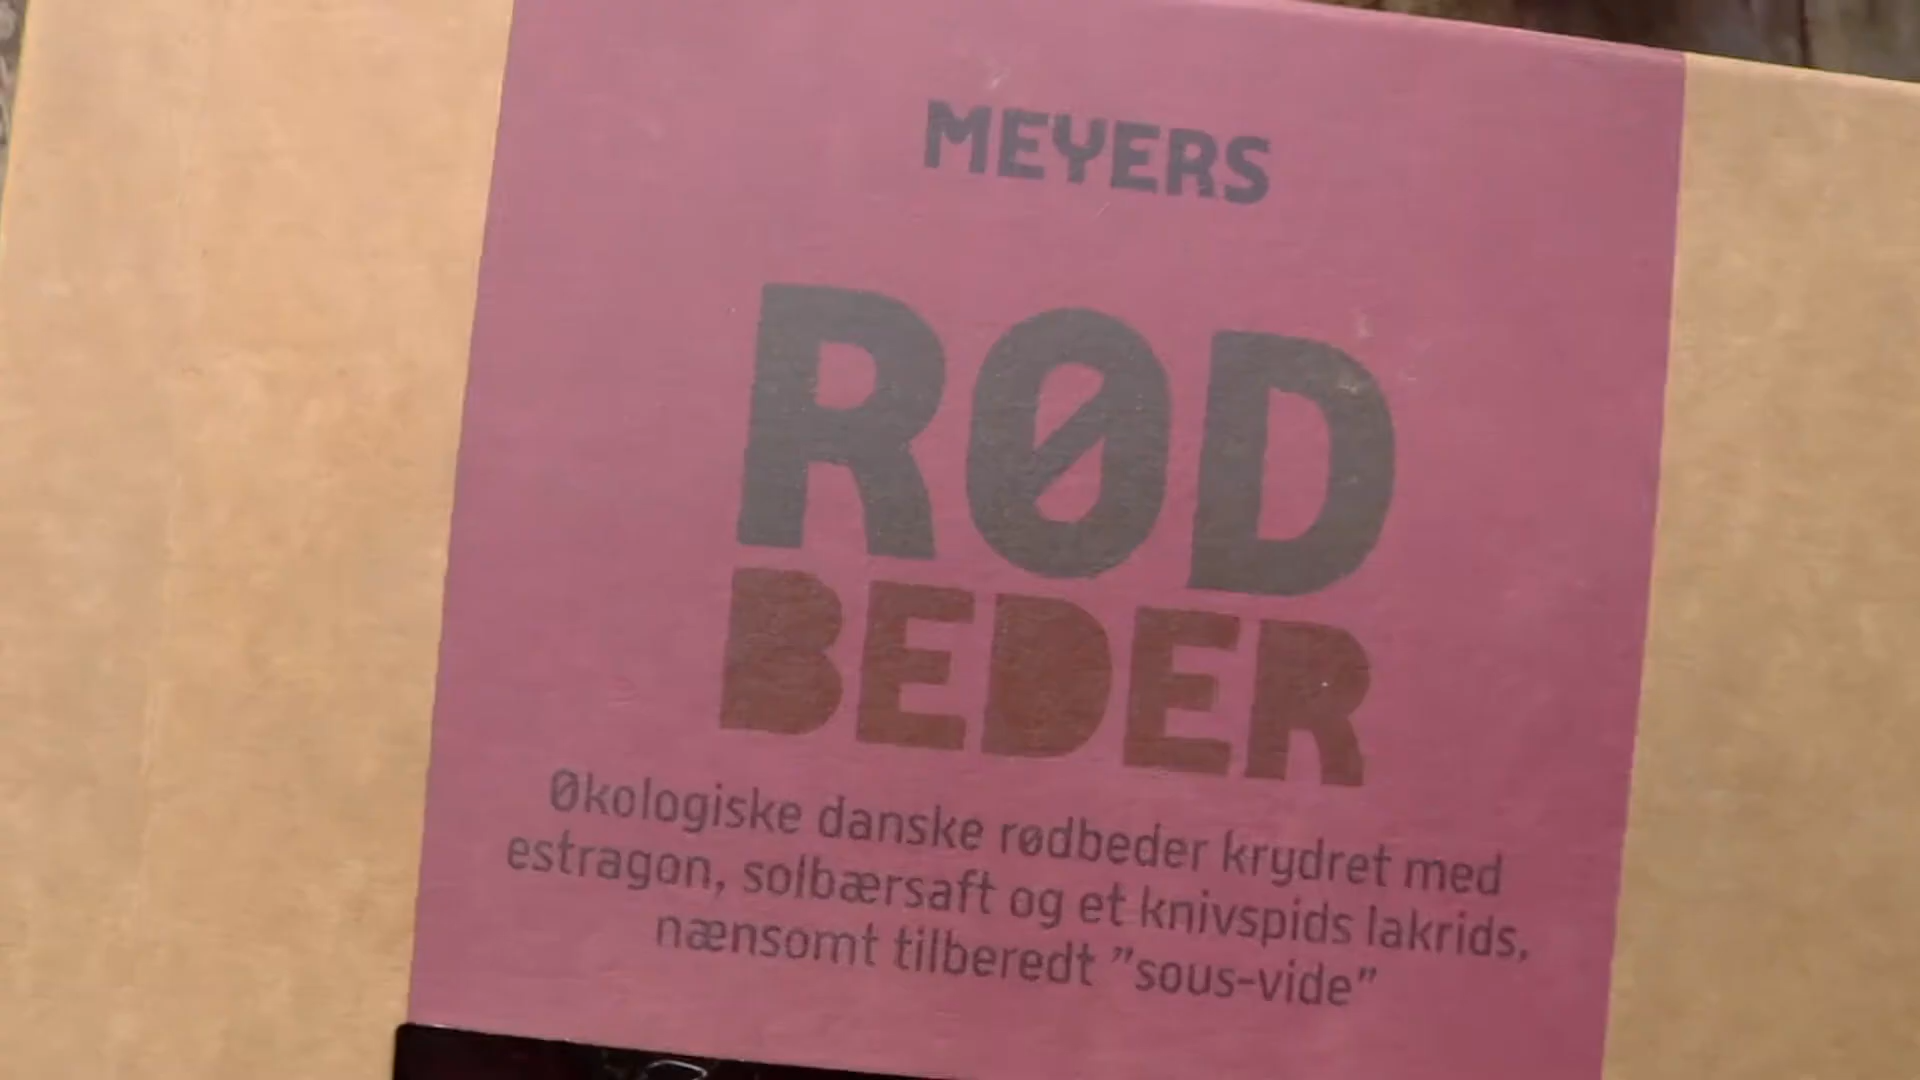 MEYERS
RØD
BEDER
Økologiske danske rødbeder krydret med
estragon, solbærsaft og et knivspids lakrids,
nænsomt tilberedt ”sous-vide”